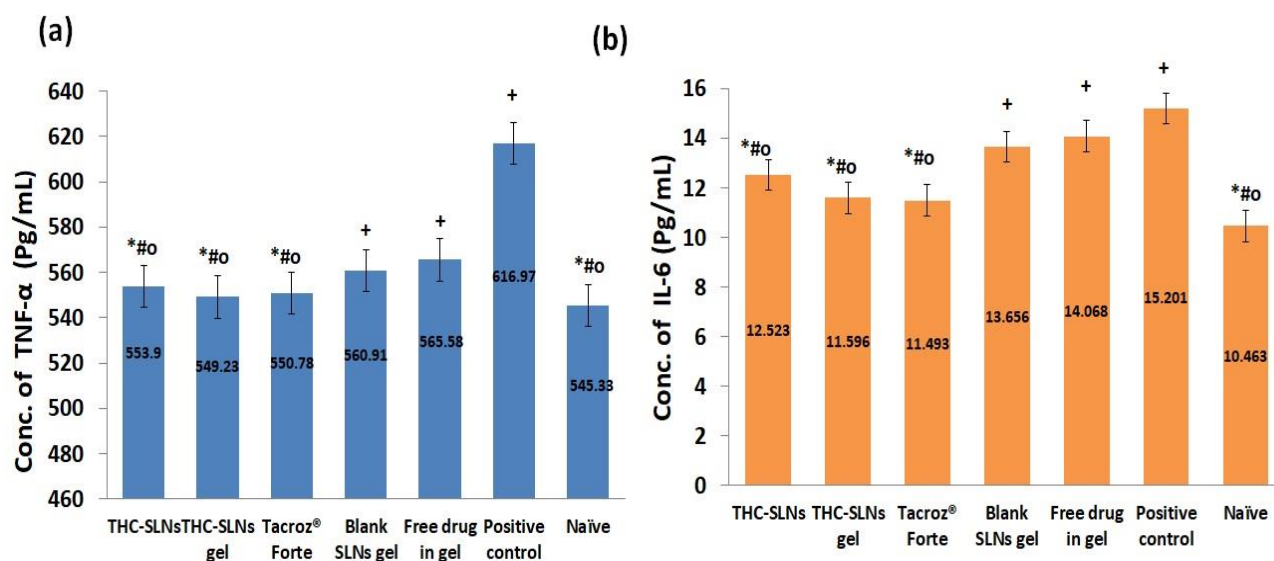 (a)
Conc. of TNF-α (Pg/mL)
640
620
600
580
560
540
520
500
480
460
*#o
*#o
*#o
+
+
+
*#o
553.9
549.23
550.78
560.91
565.58
616.97
545.33
THC-SLNs
THC-SLNs gel
Tacroz® Forte
Blank SLNs gel
Free drug in gel
Positive control
Naïve
(b)
Conc. of IL-6 (Pg/mL)
16
14
12
10
8
6
4
2
0
*#o
*#o
*#o
+
+
+
*#o
12.523
11.596
11.493
13.656
14.068
15.201
10.463
THC-SLNs
THC-SLNs gel
Tacroz® Forte
Blank SLNs gel
Free drug in gel
Positive control
Naïve